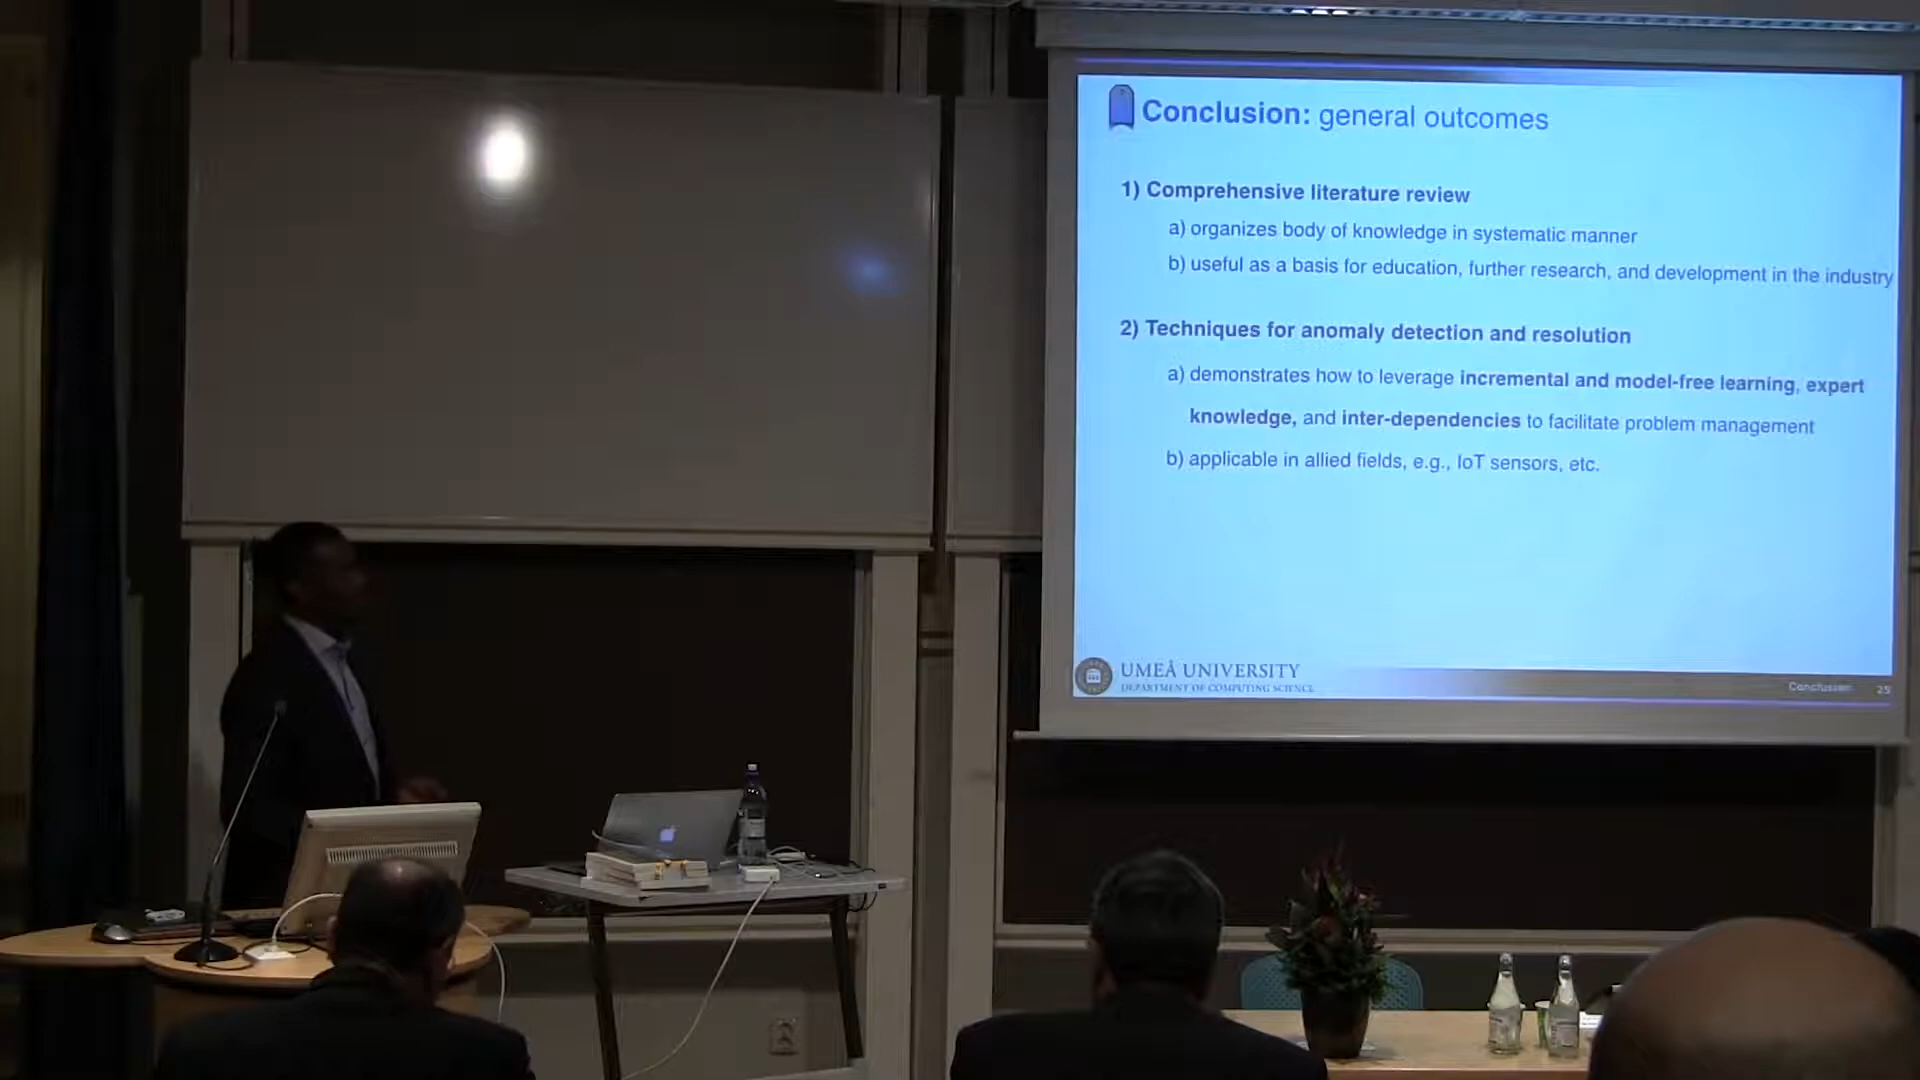 Conclusion: general outcomes
1) Comprehensive literature review
a) organizes body of knowledge in systematic manner
b) useful as a basis for education, further research, and development in the industry
2) Techniques for anomaly detection and resolution
a) demonstrates how to leverage incremental and model-free learning, expert
knowledge, and inter-dependencies to facilitate problem management
b) applicable in allied fields, e.g., IoT sensors, etc.
UMEÅ UNIVERSITY
DEPARTMENT OF COMPUTING SCIENCE
Conclusion 25